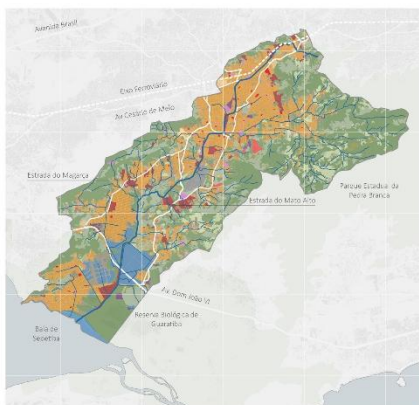 Avenida Brasil
Eixo Ferroviário
Av. Cesário de Melo
Estrada do Magarça
Parque Estadual da
Pedra Branca
Estrada do Mato Alto
Av. Dom João VI
Reserva Biológica de
Guaratiba
Baía de
Sepetiba